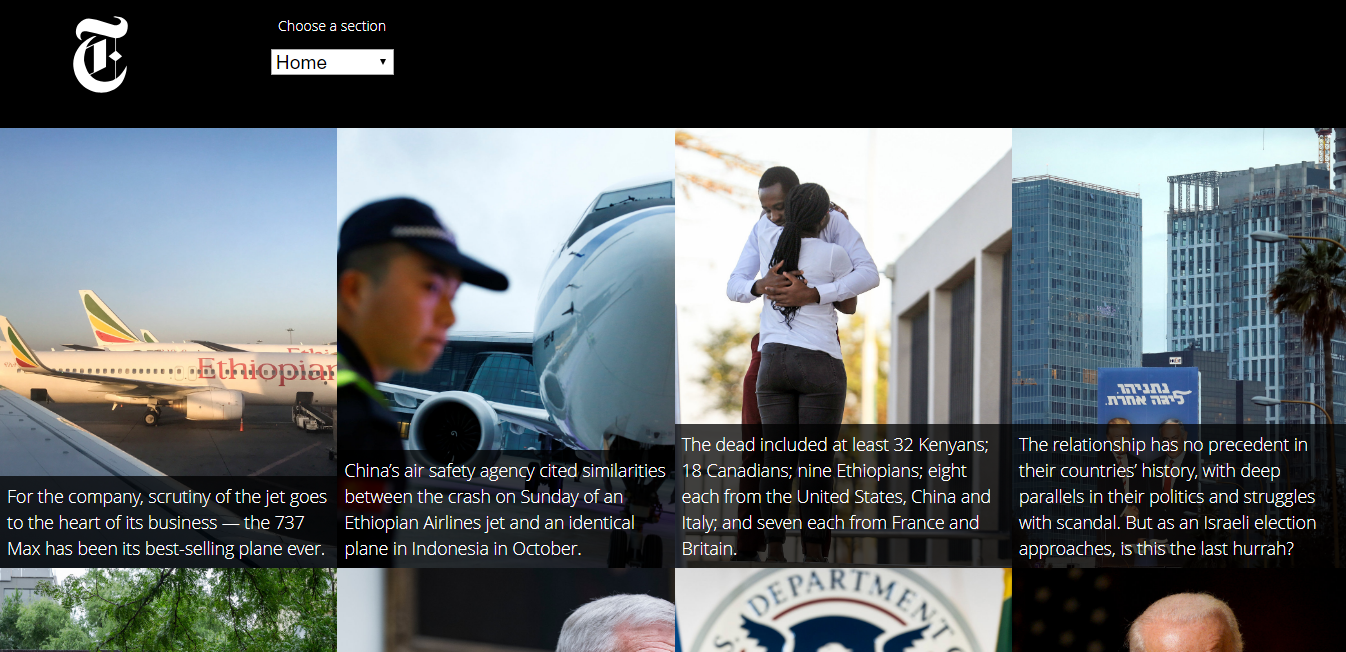 Choose a section
Home
Ethiopian
For the company, scrutiny of the jet goes
to the heart of its business — the 737
Max has been its best-selling plane ever.
China’s air safety agency cited similarities
between the crash on Sunday of an
Ethiopian Airlines jet and an identical
plane in Indonesia in October.
The dead included at least 32 Kenyans;
18 Canadians; nine Ethiopians; eight
each from the United States, China and
Italy; and seven each from France and
Britain.
נתניהו.
ליגה אחרת.
The relationship has no precedent in
their countries’ history, with deep
parallels in their politics and struggles
with scandal. But as an Israeli election
approaches, is this the last hurrah?
DEPARTMENT